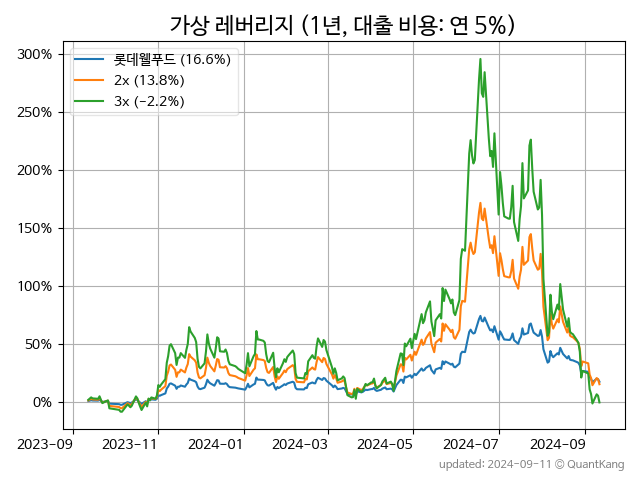 가상 레버리지 (1년, 대출 비용: 연 5%)
300%
250%
200%
150%
100%
50%
0%
롯데웰푸드 (16.6%)
2x (13.8%)
3x (-2.2%)
2023-09
2023-11
2024-01
2024-03
2024-05
2024-07
2024-09
updated: 2024-09-11 © QuantKang